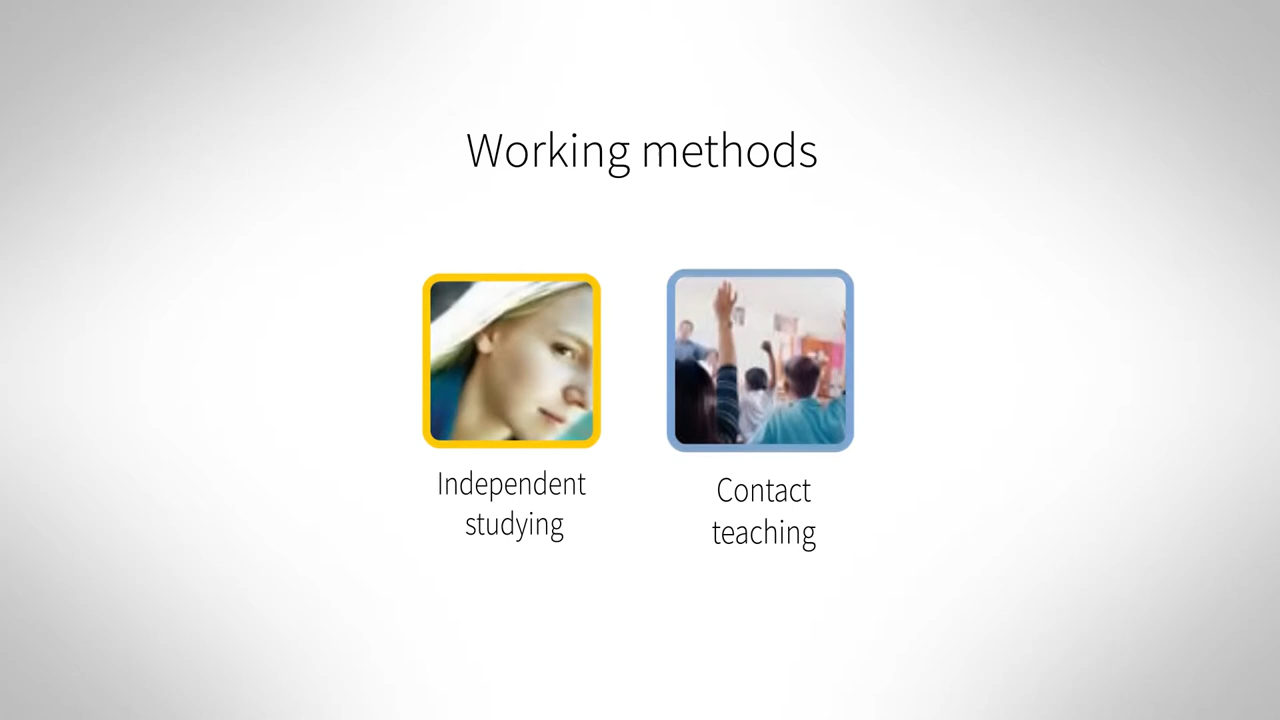 Working methods
Independent
studying
Contact
teaching